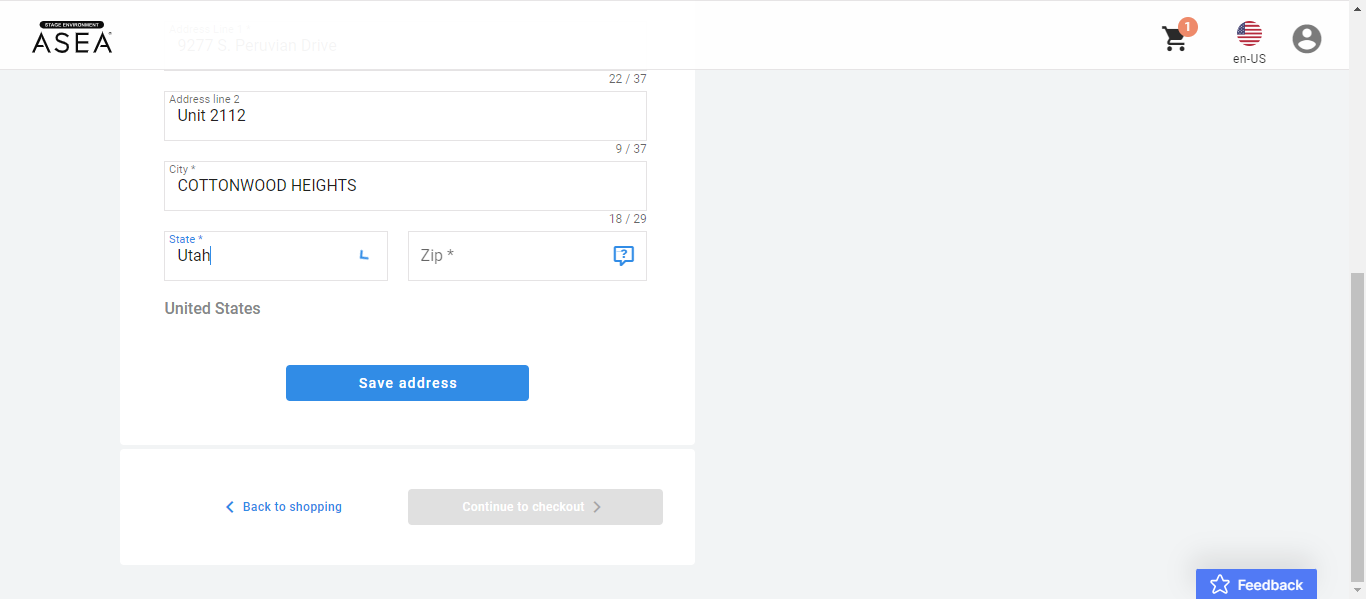 STAGE ENVIRONMENT
ASEA
Address Line 1 *
9277 S. Peruvian Drive
1
en-US
22 / 37
Address line 2
Unit 2112
9 / 37
City *
COTTONWOOD HEIGHTS
18 / 29
State *
Utah
Zip *
?
United States
Save address
Back to shopping
Continue to checkout
Feedback